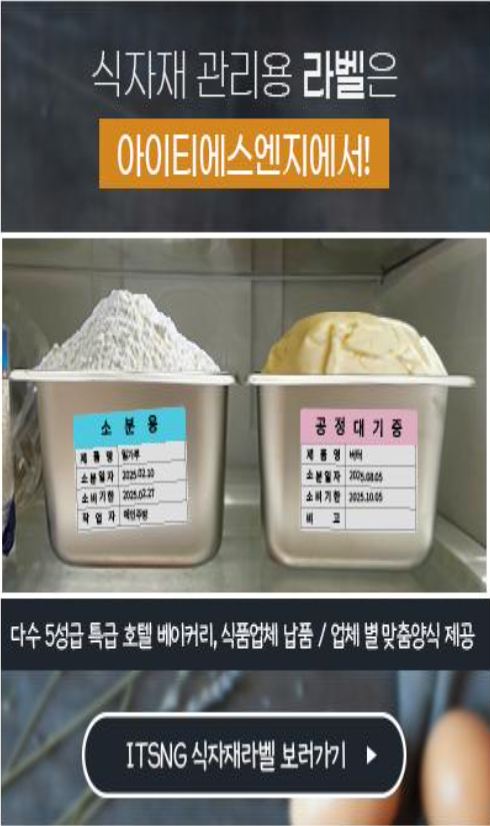 식자재 관리용 라벨은
아이티에스엔지에서!
소 분 용
제 품 명 밀가루
소분일자 2025.02.10
소비기한 2025.02.27
작 업 자 메인주방
공정대기중
제 품 명 버터
소분일자 2025.08.05
소비기한 2025.10.05
비 고
다수 5성급 특급 호텔 베이커리, 식품업체 납품 / 업체 별 맞춤양식 제공
ITSNG 식자재라벨 보러가기